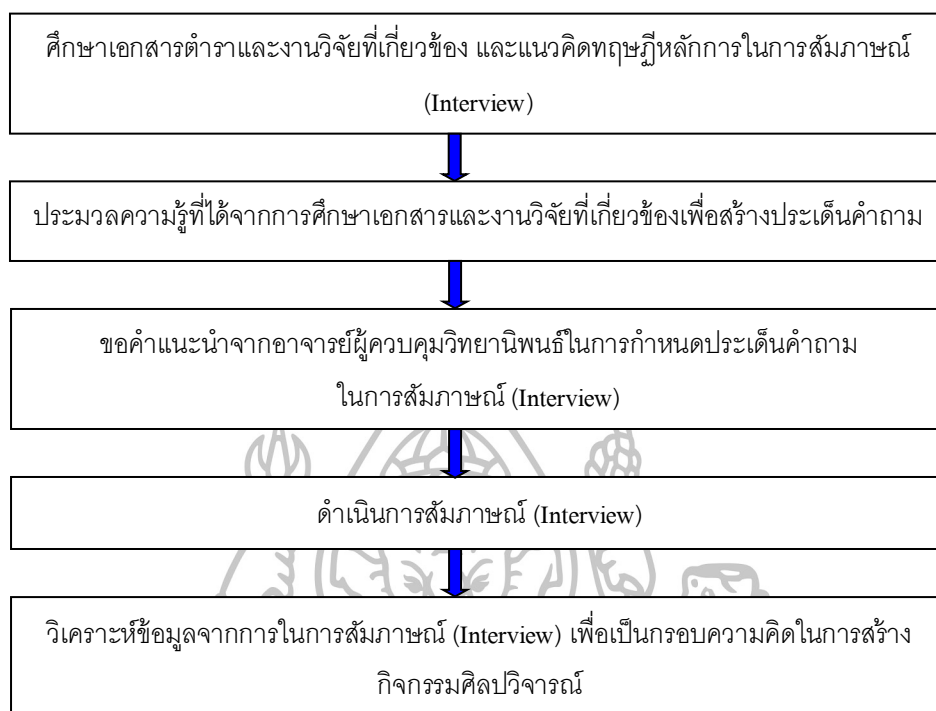 ศึกษาเอกสารตำราและงานวิจัยที่เกี่ยวข้อง และแนวคิดทฤษฎีหลักการในการสัมภาษณ์
(Interview)
ประมวลความรู้ที่ได้จากการศึกษาเอกสารและงานวิจัยที่เกี่ยวข้องเพื่อสร้างประเด็นคำถาม
ขอคำแนะนำจากอาจารย์ผู้ควบคุมวิทยานิพนธ์ในการกำหนดประเด็นคำถาม
ในการสัมภาษณ์ (Interview)
ดำเนินการสัมภาษณ์ (Interview)
วิเคราะห์ข้อมูลจากการในการสัมภาษณ์ (Interview) เพื่อเป็นกรอบความคิดในการสร้าง
กิจกรรมศิลปวิจารณ์